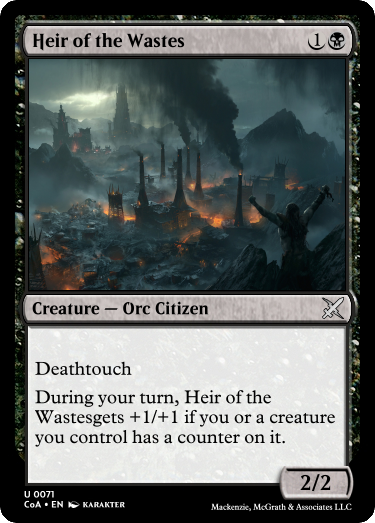 Heir of the Wastes 1
Creature — Orc Citizen
Deathtouch
During your turn, Heir of the
Wastesgets +1/+1 if you or a creature
you control has a counter on it.
2/2
U 0071
CoA • EN KARAKTER
Mackenzie, McGrath & Associates LLC